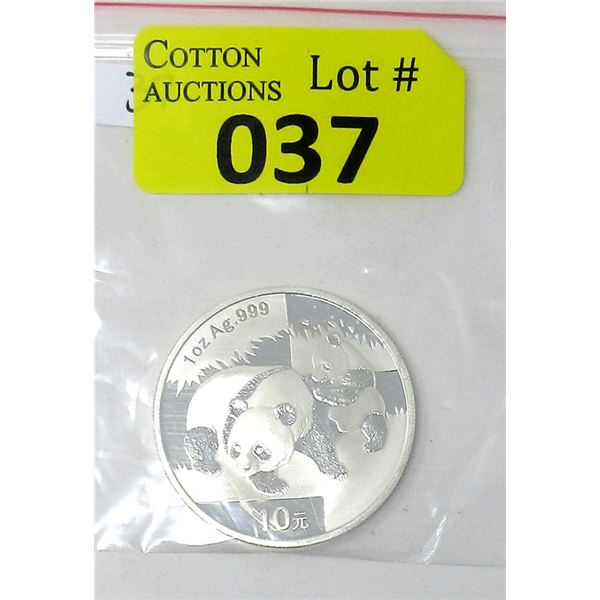 COTTON
AUCTIONS
Lot #
037
1oz Ag.999
10元